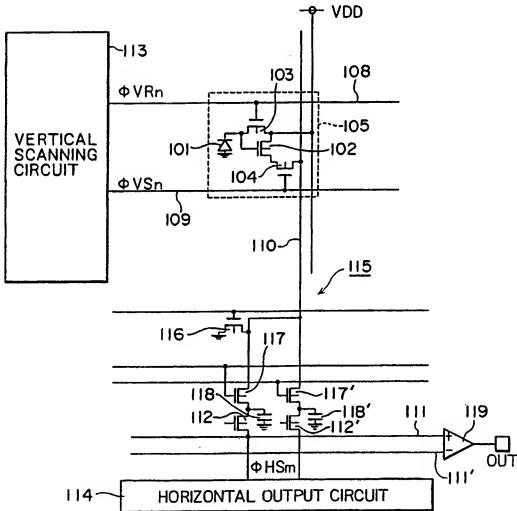 VDD
113
ΦVRn
108
103
105
VERTICAL
SCANNING
CIRCUIT
101
102
104
ΦVSn
109
110
115
116
117
117'
118
118'
112
112'
111
119
+
−
OUT
111'
ΦHSm
114
HORIZONTAL OUTPUT CIRCUIT